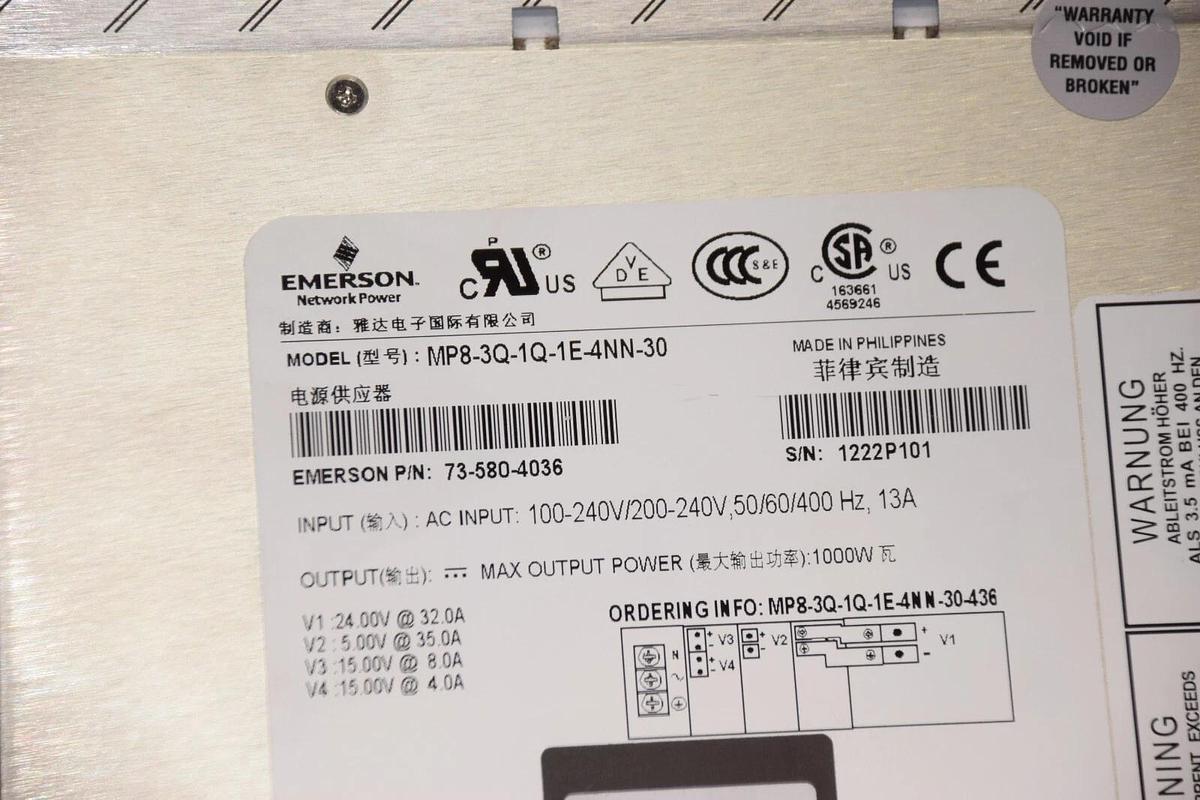 "WARRANTY
VOID IF
REMOVED OR
BROKEN"
EMERSON™
Network Power
P
C RU ® US
D V E
CCC S&E
C SA ® US
163661
4569246
CE
制造商：雅达电子国际有限公司
MODEL (型号) : MP8-3Q-1Q-1E-4NN-30
MADE IN PHILIPPINES
菲律宾制造
电源供应器
EMERSON P/N: 73-580-4036
S/N: 1222P101
INPUT (输入) : AC INPUT: 100-240V/200-240V,50/60/400 Hz, 13A
OUTPUT(输出): MAX OUTPUT POWER (最大输出功率):1000W 瓦
V1 :24.00V @ 32.0A
V2 : 5.00V @ 35.0A
V3 :15.00V @ 8.0A
V4 :15.00V @ 4.0A
ORDERING INFO: MP8-3Q-1Q-1E-4NN-30-436
N
+ V3
-
+ V4
-
+ V2
-
+ V1
-
WARNUNG
ABLEITSTROM HÖHER
ALS 3.5 mA BEI 400 HZ.
NING
EXCEEDS